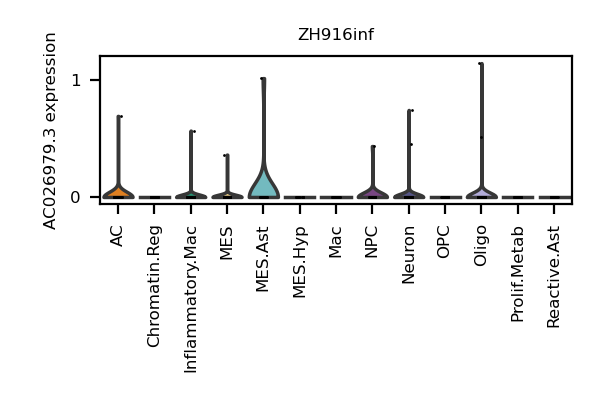 ZH916inf
AC026979.3 expression
1
0
AC
Chromatin.Reg
Inflammatory.Mac
MES
MES.Ast
MES.Hyp
Mac
NPC
Neuron
OPC
Oligo
Prolif.Metab
Reactive.Ast